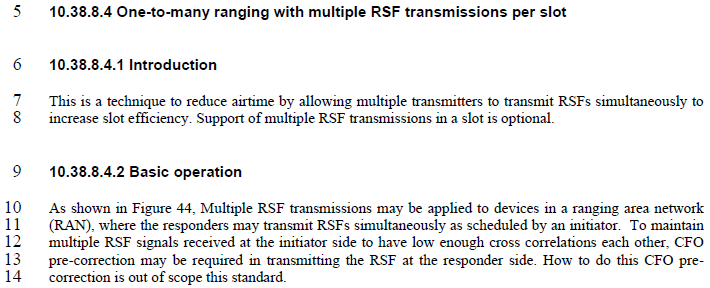 5 10.38.8.4 One-to-many ranging with multiple RSF transmissions per slot
6 10.38.8.4.1 Introduction
7 This is a technique to reduce airtime by allowing multiple transmitters to transmit RSFs simultaneously to
8 increase slot efficiency. Support of multiple RSF transmissions in a slot is optional.
9 10.38.8.4.2 Basic operation
10 As shown in Figure 44, Multiple RSF transmissions may be applied to devices in a ranging area network
11 (RAN), where the responders may transmit RSFs simultaneously as scheduled by an initiator. To maintain
12 multiple RSF signals received at the initiator side to have low enough cross correlations each other, CFO
13 pre-correction may be required in transmitting the RSF at the responder side. How to do this CFO pre-
14 correction is out of scope this standard.